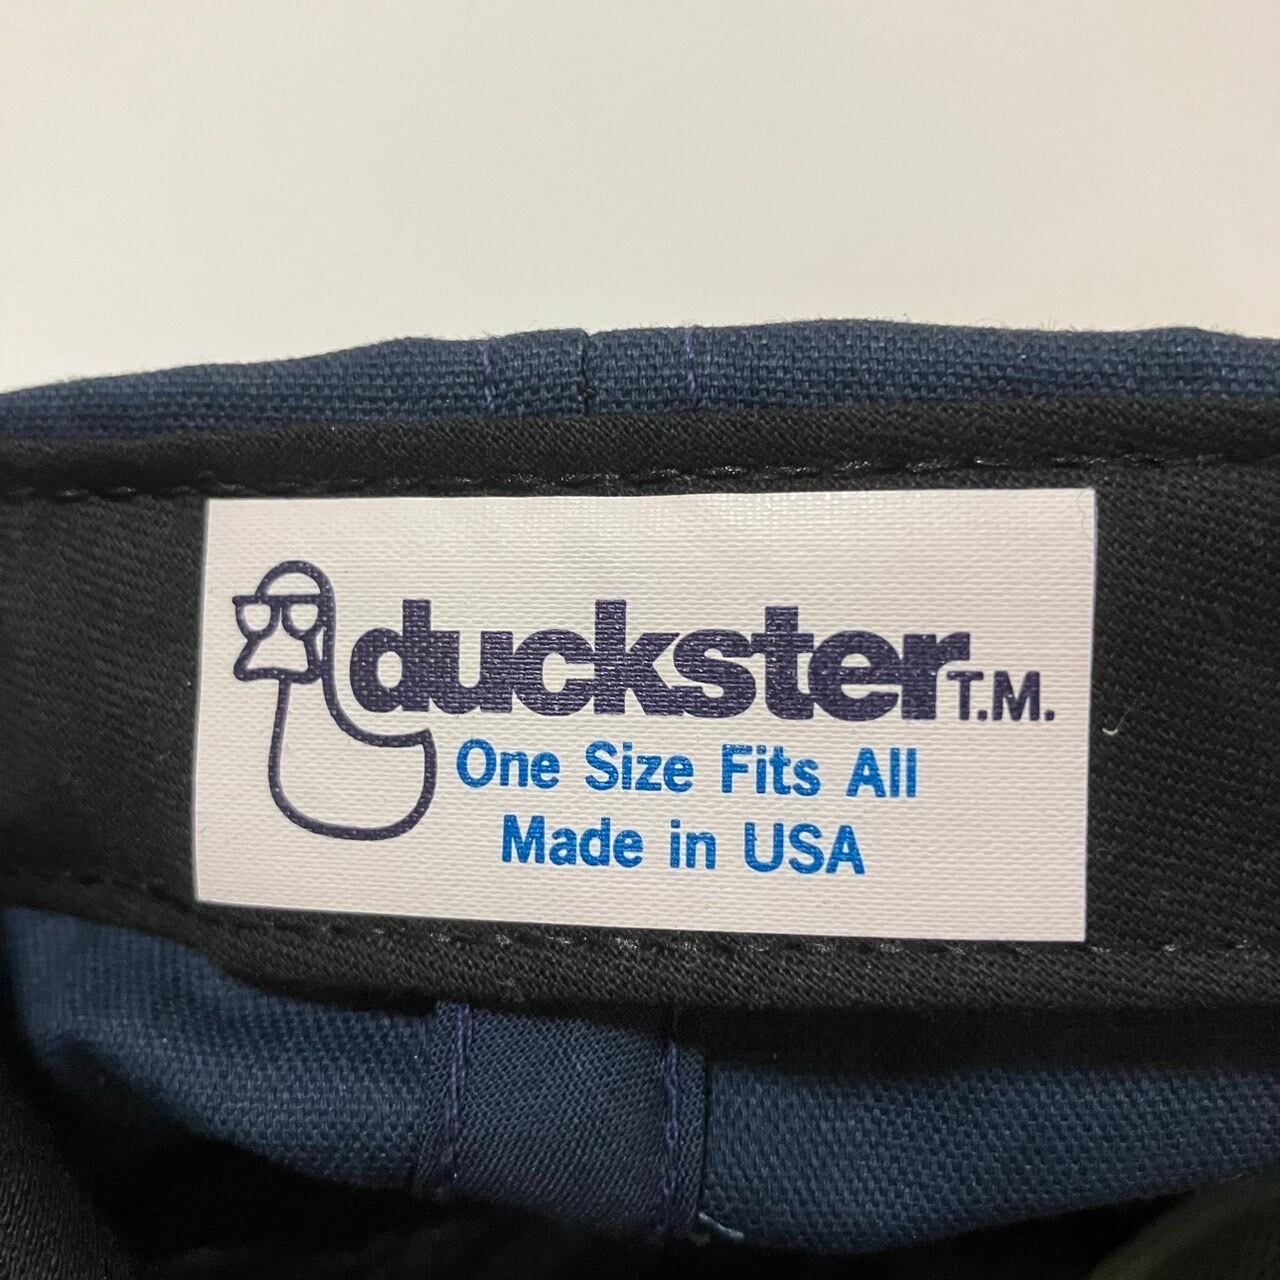 duckster T.M.
One Size Fits All
Made in USA